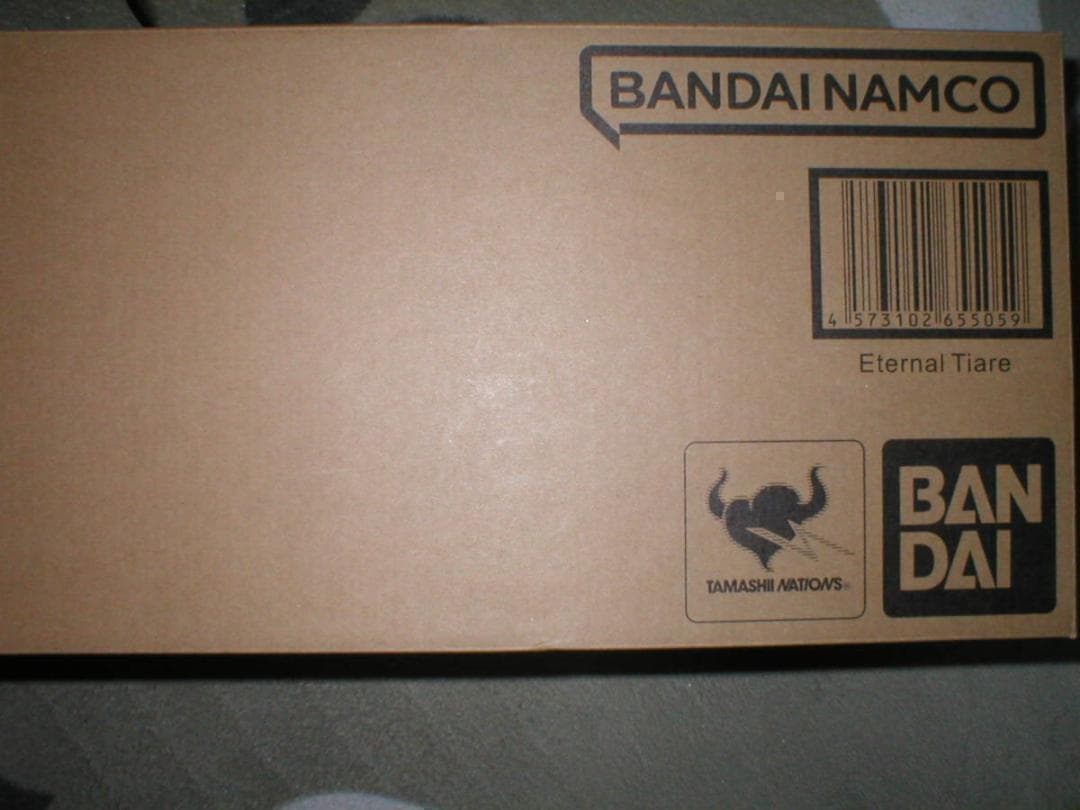 BANDAI NAMCO
4 573102 655059
Eternal Tiare
TAMASHII NATIONS®
BAN
DAI